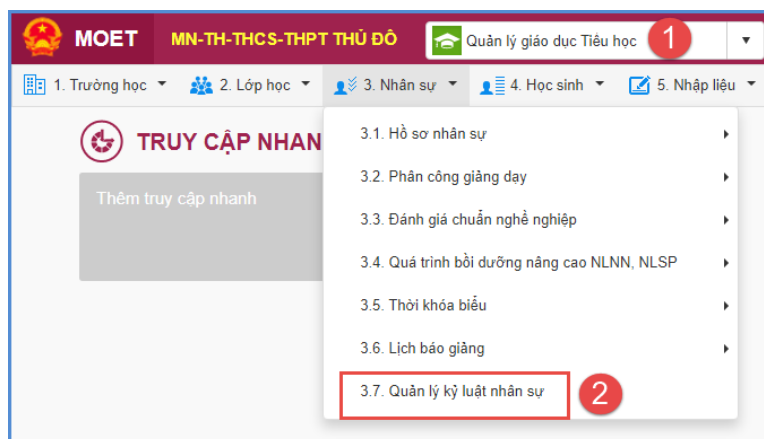 MOET MN-TH-THCS-THPT THỦ ĐÔ Quản lý giáo dục Tiểu học 1
1. Trường học 2. Lớp học 3. Nhân sự 4. Học sinh 5. Nhập liệu
TRUY CẬP NHAN
Thêm truy cập nhanh
3.1. Hồ sơ nhân sự
3.2. Phân công giảng dạy
3.3. Đánh giá chuẩn nghề nghiệp
3.4. Quá trình bồi dưỡng nâng cao NLNN, NLSP
3.5. Thời khóa biểu
3.6. Lịch báo giảng
3.7. Quản lý kỷ luật nhân sự 2